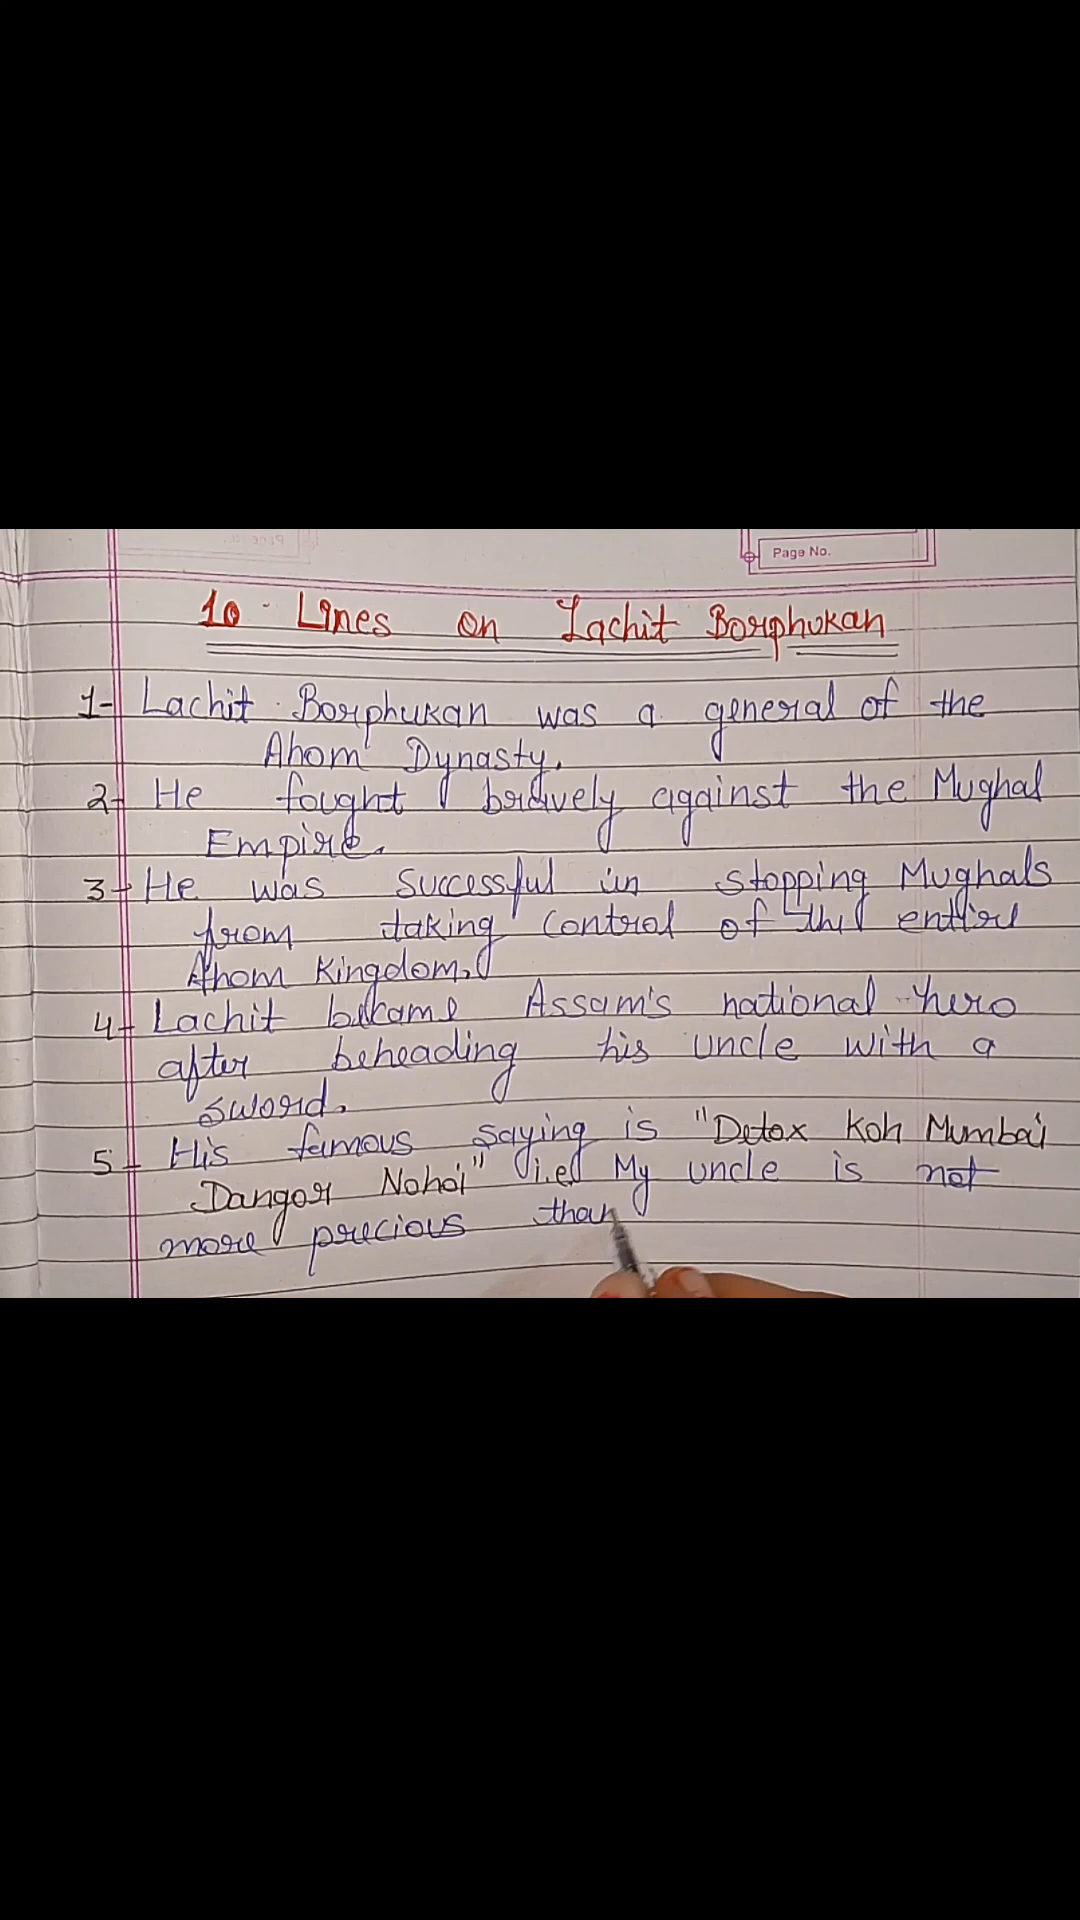 Page No.
10 Lines on Lachit Borphukan
1- Lachit Borphukan was a general of the
Ahom Dynasty.
2- He fought bravely against the Mughal
Empire.
3- He was successful in stopping Mughals
from taking control of the entire
Ahom Kingdom.
4- Lachit became Assam's national hero
after beheading his uncle with a
sword.
5- His famous saying is "Detox Koh Mumbai
Dangor Nohoi" i.e. My uncle is not
more precious than